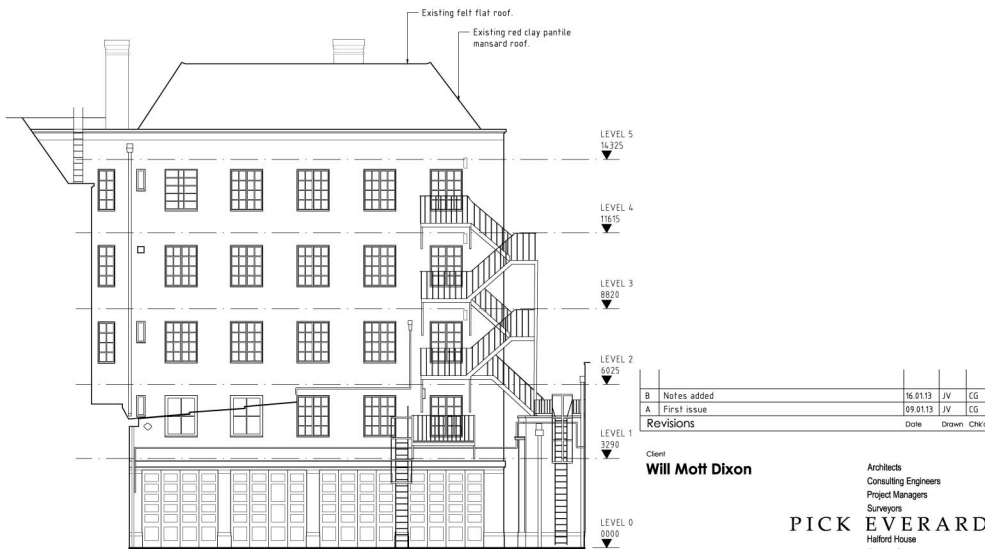 Existing felt flat roof.
Existing red clay pantile
mansard roof.
LEVEL 5
14325
LEVEL 4
11615
LEVEL 3
8820
LEVEL 2
6025
LEVEL 1
3290
LEVEL 0
0000
B Notes added 16.01.13 JV CG
A First issue 09.01.13 JV CG
Revisions Date Drawn Chk'd
Client
Will Mott Dixon
Architects
Consulting Engineers
Project Managers
Surveyors
PICK EVERARD
Halford House